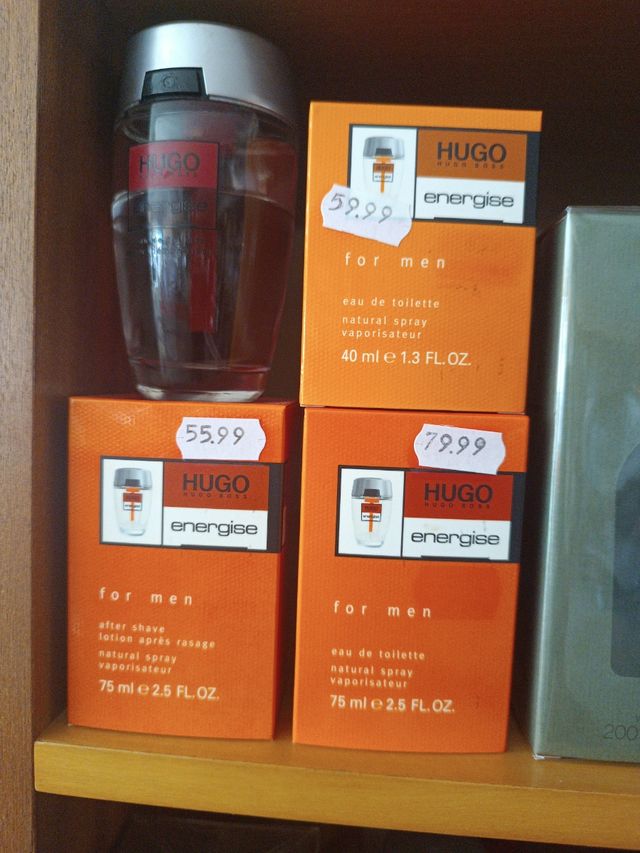 HUGO
energise
HUGO
HUGO BOSS
energise
59.99
for men
eau de toilette
natural spray
vaporisateur
40 ml e 1.3 FL.OZ.
55.99
HUGO
HUGO BOSS
energise
for men
after shave
lotion après rasage
natural spray
vaporisateur
75 ml e 2.5 FL.OZ.
79.99
HUGO
HUGO BOSS
energise
for men
eau de toilette
natural spray
vaporisateur
75 ml e 2.5 FL.OZ.
200